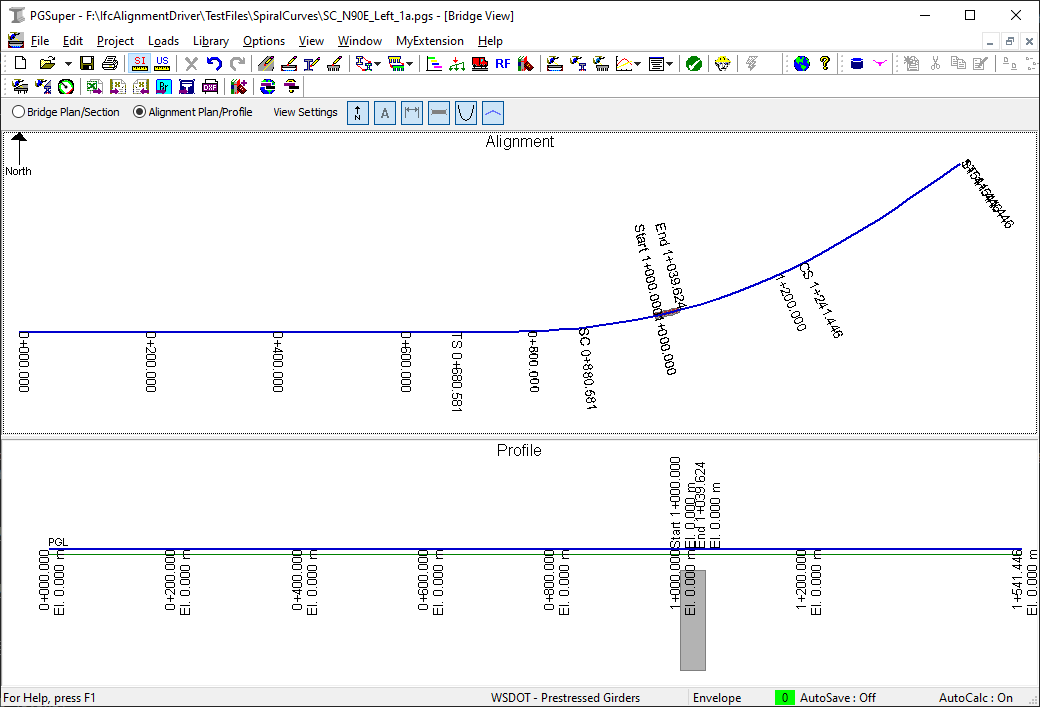 PGSuper - F:\IfcAlignmentDriver\TestFiles\SpiralCurves\SC_N90E_Left_1a.pgs - [Bridge View]
File Edit Project Loads Library Options View Window MyExtension Help
SI US RF
DXF
Bridge Plan/Section Alignment Plan/Profile View Settings N A
Alignment
North
0+000.000
0+200.000
0+400.000
0+600.000
TS 0+680.581
0+800.000
SC 0+880.581
Start 1+000.000
End 1+039.624
1+000.000
1+200.000
CS 1+241.446
Profile
PGL
0+000.000
El. 0.000 m
0+200.000
El. 0.000 m
0+400.000
El. 0.000 m
0+600.000
El. 0.000 m
0+800.000
El. 0.000 m
Start 1+000.000
El. 0.000 m
End 1+039.624
El. 0.000 m
1+000.000
El. 0.000 m
1+200.000
El. 0.000 m
1+541.446
El. 0.000 m
For Help, press F1 WSDOT - Prestressed Girders Envelope 0 AutoSave : Off AutoCalc : On